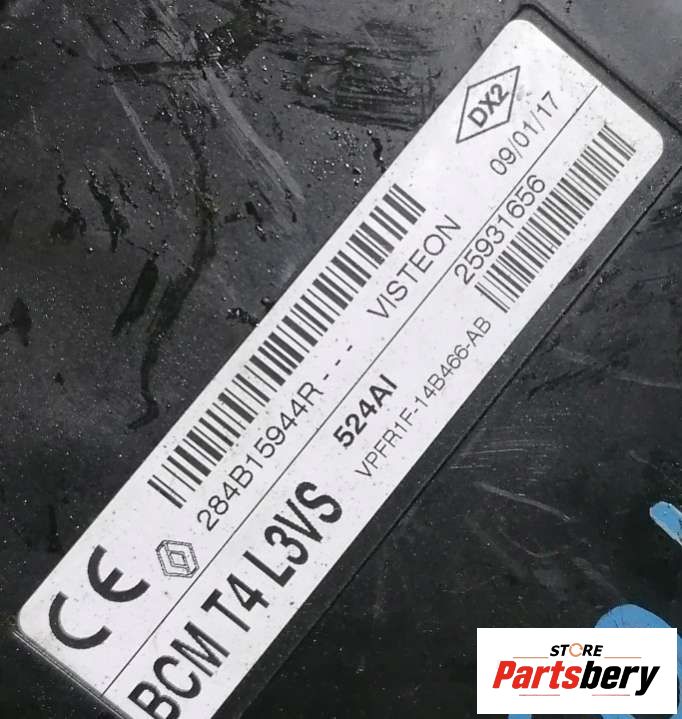 DX2
09/01/17
284B15944R--- VISTEON
25931656
524AI
VPFR1F-14B466-AB
CE
BCM T4 L3VS
STORE
Partsbery